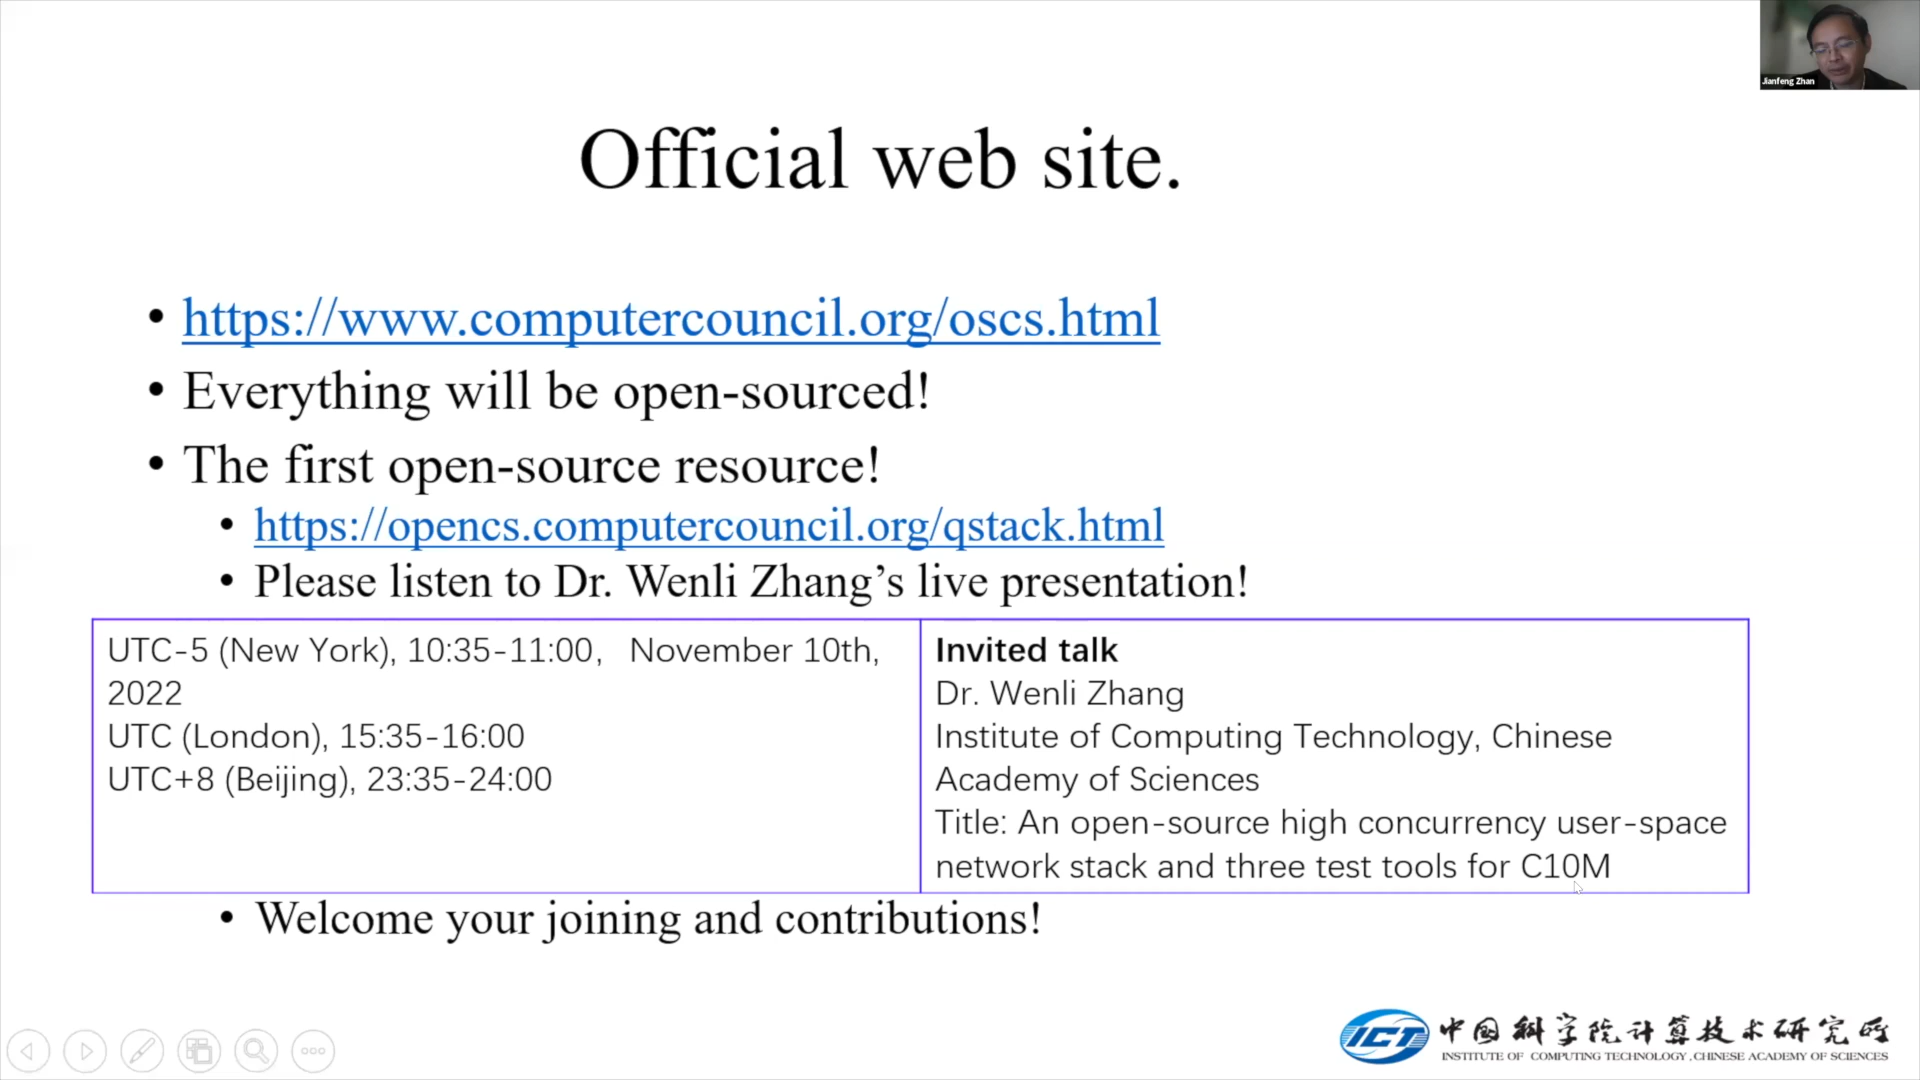 Jianfeng Zhan
Official web site.
• https://www.computercouncil.org/oscs.html
• Everything will be open-sourced!
• The first open-source resource!
• https://opencs.computercouncil.org/qstack.html
• Please listen to Dr. Wenli Zhang’s live presentation!
UTC-5 (New York), 10:35-11:00, November 10th,
2022
UTC (London), 15:35-16:00
UTC+8 (Beijing), 23:35-24:00
Invited talk
Dr. Wenli Zhang
Institute of Computing Technology, Chinese
Academy of Sciences
Title: An open-source high concurrency user-space
network stack and three test tools for C10M
• Welcome your joining and contributions!
ICT
中国科学院计算技术研究所
INSTITUTE OF COMPUTING TECHNOLOGY, CHINESE ACADEMY OF SCIENCES